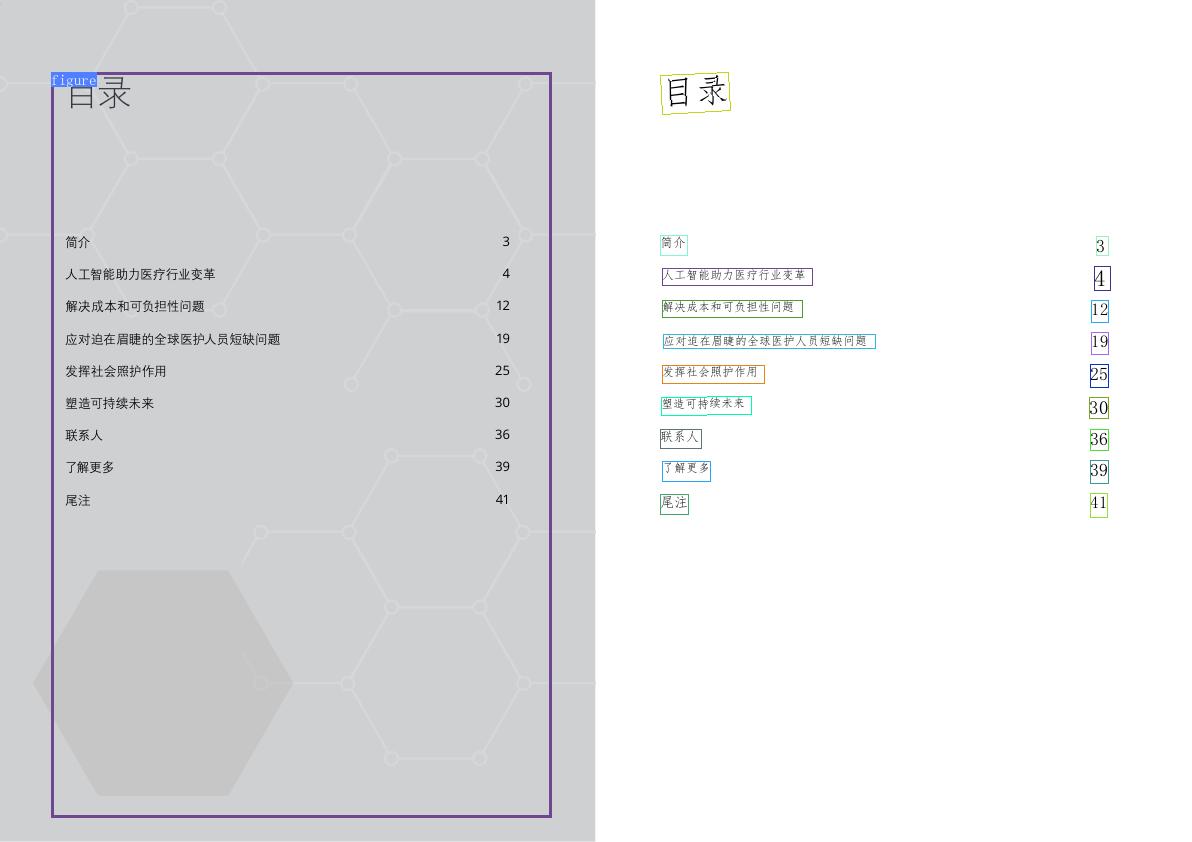 figure
目录
简介 3
人工智能助力医疗行业变革 4
解决成本和可负担性问题 12
应对迫在眉睫的全球医护人员短缺问题 19
发挥社会照护作用 25
塑造可持续未来 30
联系人 36
了解更多 39
尾注 41
目录
简介 3
人工智能助力医疗行业变革 4
解决成本和可负担性问题 12
应对迫在眉睫的全球医护人员短缺问题 19
发挥社会照护作用 25
塑造可持续未来 30
联系人 36
了解更多 39
尾注 41